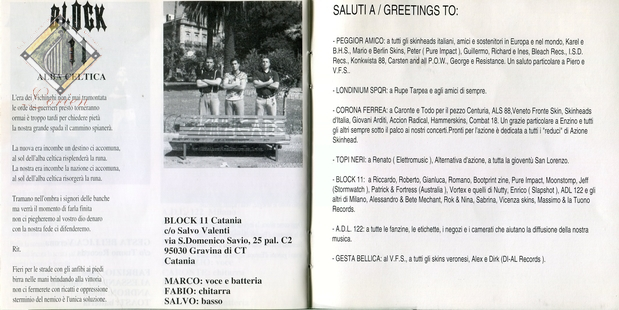 BLOCK
11
ALBA CELTICA
L'era dei Vichinghi non è mai tramontata
le orde dei guerrieri presto torneranno
ormai è troppo tardi per chiedere pietà
la nostra grande spada il cammino spianerà.
La nuova era incombe un destino ci accomuna,
al sol dell'alba celtica risplenderà la runa.
La nostra era incombe la nazione ci accomuna,
al sol dell'alba celtica risorgerà la runa.
Tramano nell'ombra i signori delle banche
ma verrà il momento di farla finita
non ci piegheremo al vostro dio denaro
con la nostra fede ci difenderemo.
Rit.
Fieri per le strade con gli anfibi ai piedi
birra nelle mani brindando alla vittoria
non ci fermerete con ricatti e oppressione
sterminio del nemico è l'unica soluzione.
BLOCK 11 Catania
c/o Salvo Valenti
via S.Domenico Savio, 25 pal. C2
95030 Gravina di CT
Catania
MARCO: voce e batteria
FABIO: chitarra
SALVO: basso
SALUTI A / GREETINGS TO:
- PEGGIOR AMICO: a tutti gli skinheads italiani, amici e sostenitori in Europa e nel mondo, Karel e
B.H.S., Mario e Berlin Skins, Peter ( Pure Impact ), Guillermo, Richard e Ines, Bleach Recs., I.S.D.
Recs., Konkwista 88, Carsten and all P.O.W., George e Resistance. Un saluto particolare a Piero e
V.F.S..
- LONDINIUM SPQR: a Rupe Tarpea e agli amici di sempre.
- CORONA FERREA: a Caronte e Todo per il pezzo Centuria, ALS 88,Veneto Fronte Skin, Skinheads
d'Italia, Giovani Arditi, Accion Radical, Hammerskins, Combat 18. Un grazie particolare a Enzino e tutti
gli altri sempre sotto il palco ai nostri concerti.Pronti per l'azione è dedicata a tutti i "reduci" di Azione
Skinhead.
- TOPI NERI: a Renato ( Elettromusic ), Alternativa d'azione, a tutta la gioventù San Lorenzo.
- BLOCK 11: a Riccardo, Roberto, Gianluca, Romano, Bootprint zine, Pure Impact, Moonstomp, Jeff
(Stormwatch ), Patrick & Fortress (Australia ), Vortex e quelli di Nutty, Enrico ( Slapshot ), ADL 122 e gli
altri di Milano, Alessandro & Bete Mechant, Rok & Nina, Sabrina, Vicenza skins, Massimo & la Tuono
Records.
- A.D.L. 122: a tutte le fanzine, le etichette, i negozi e i camerati che aiutano la diffusione della nostra
musica.
- GESTA BELLICA: al V.F.S., a tutti gli skins veronesi, Alex e Dirk (DI-AL Records ).